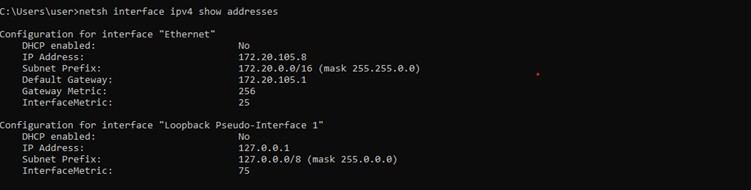 C:\Users\user>netsh interface ipv4 show addresses
Configuration for interface "Ethernet"
DHCP enabled: No
IP Address: 172.20.105.8
Subnet Prefix: 172.20.0.0/16 (mask 255.255.0.0)
Default Gateway: 172.20.105.1
Gateway Metric: 256
InterfaceMetric: 25
Configuration for interface "Loopback Pseudo-Interface 1"
DHCP enabled: No
IP Address: 127.0.0.1
Subnet Prefix: 127.0.0.0/8 (mask 255.0.0.0)
InterfaceMetric: 75